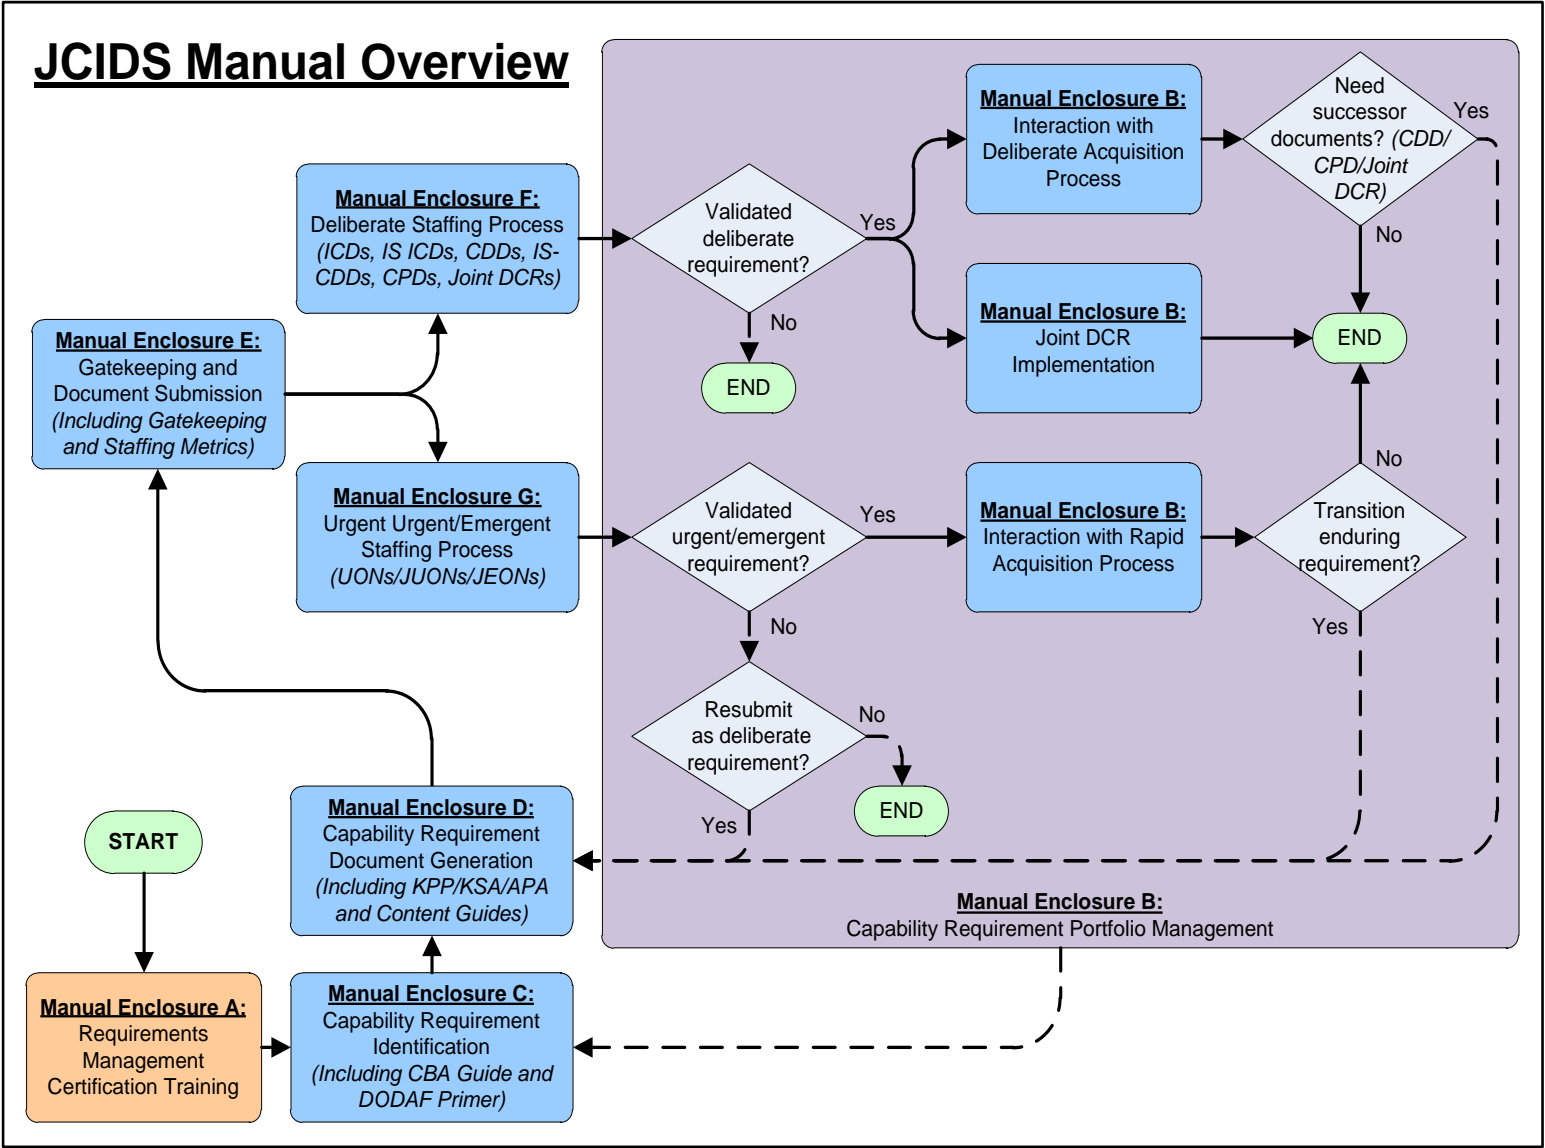 JCIDS Manual Overview
Manual Enclosure B:
Interaction with
Deliberate Acquisition
Process
Need
successor
documents? (CDD/
CPD/Joint
DCR)
Yes
No
Manual Enclosure F:
Deliberate Staffing Process
(ICDs, IS ICDs, CDDs, IS-
CDDs, CPDs, Joint DCRs)
Validated
deliberate
requirement?
Yes
No
END
Manual Enclosure B:
Joint DCR
Implementation
END
Manual Enclosure E:
Gatekeeping and
Document Submission
(Including Gatekeeping
and Staffing Metrics)
Manual Enclosure G:
Urgent Urgent/Emergent
Staffing Process
(UONs/JUONs/JEONs)
Validated
urgent/emergent
requirement?
Yes
No
Manual Enclosure B:
Interaction with Rapid
Acquisition Process
No
Transition
enduring
requirement?
Yes
Resubmit
as deliberate
requirement?
No
END
Yes
START
Manual Enclosure D:
Capability Requirement
Document Generation
(Including KPP/KSA/APA
and Content Guides)
Manual Enclosure B:
Capability Requirement Portfolio Management
Manual Enclosure A:
Requirements
Management
Certification Training
Manual Enclosure C:
Capability Requirement
Identification
(Including CBA Guide and
DODAF Primer)